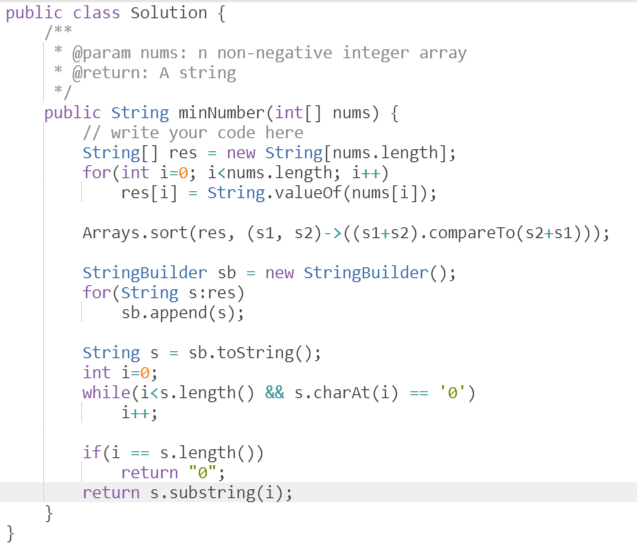 public class Solution {
    /**
     * @param nums: n non-negative integer array
     * @return: A string
     */
    public String minNumber(int[] nums) {
        // write your code here
        String[] res = new String[nums.length];
        for(int i=0; i<nums.length; i++)
            res[i] = String.valueOf(nums[i]);

        Arrays.sort(res, (s1, s2)->((s1+s2).compareTo(s2+s1)));

        StringBuilder sb = new StringBuilder();
        for(String s:res)
            sb.append(s);

        String s = sb.toString();
        int i=0;
        while(i<s.length() && s.charAt(i) == '0')
            i++;

        if(i == s.length())
            return "0";
        return s.substring(i);
    }
}